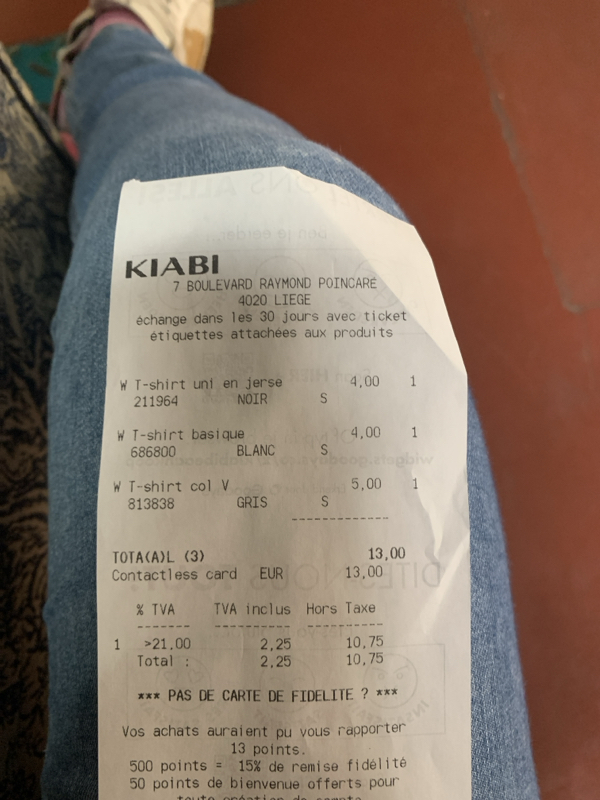 KIABI
7 BOULEVARD RAYMOND POINCARE
4020 LIEGE
échange dans les 30 jours avec ticket
étiquettes attachées aux produits
W T-shirt uni en jerse 4,00 1
211964 NOIR S
W T-shirt basique 4,00 1
686800 BLANC S
W T-shirt col V 5,00 1
813838 GRIS S
-------------
TOTA(A)L (3) 13,00
Contactless card EUR 13,00
% TVA TVA inclus Hors Taxe
------- ---------- ----------
1 >21,00 2,25 10,75
Total : 2,25 10,75
*** PAS DE CARTE DE FIDELITE ? ***
Vos achats auraient pu vous rapporter
13 points.
500 points = 15% de remise fidélité
50 points de bienvenue offerts pour
toute création de compte